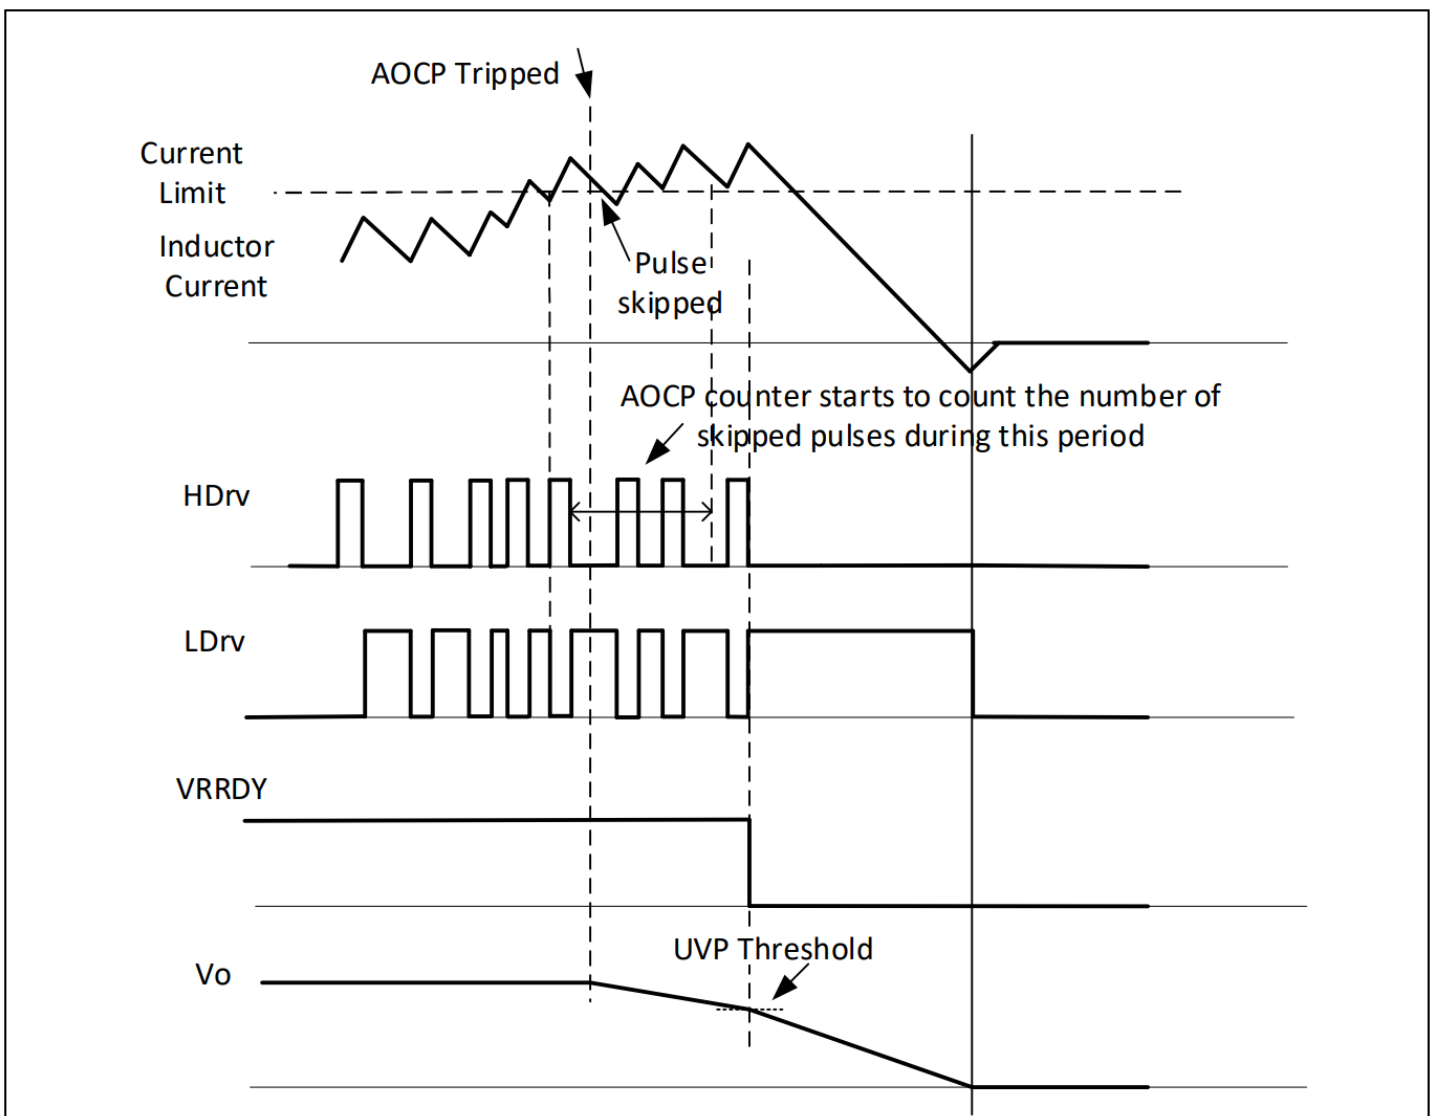 AOCP Tripped
Current
Limit
Inductor
Current
Pulse
skipped
AOCP counter starts to count the number of
skipped pulses during this period
HDrv
LDrv
VRRDY
UVP Threshold
Vo